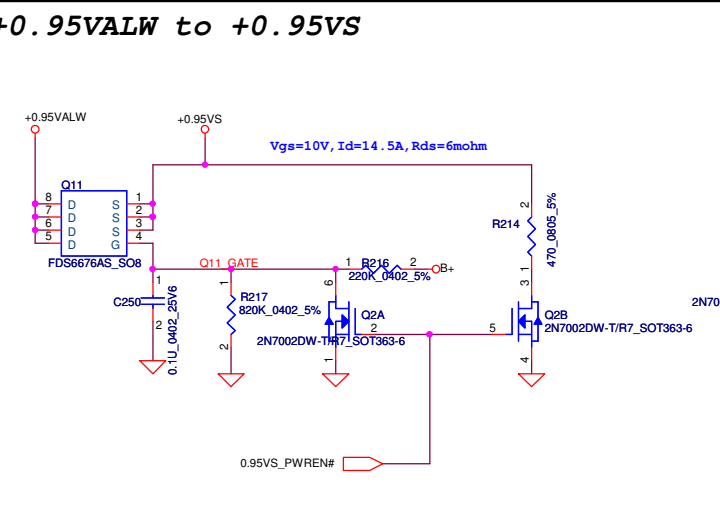 +0.95VALW to +0.95VS
+0.95VALW
+0.95VS
Vgs=10V,Id=14.5A,Rds=6mohm
Q11
8 D S 1
7 D S 2
6 D S 3
5 D G 4
FDS6676AS_SO8
2
R214
470_0805_5%
1
Q11_GATE
1 R216 2
220K_0402_5%
B+
1
C250
2
0.1U_0402_25V6
1
R217
820K_0402_5%
2
6
Q2A
2
2N7002DW-T/R7_SOT363-6
1
3
5
Q2B
2N7002DW-T/R7_SOT363-6
4
2N70
0.95VS_PWREN#